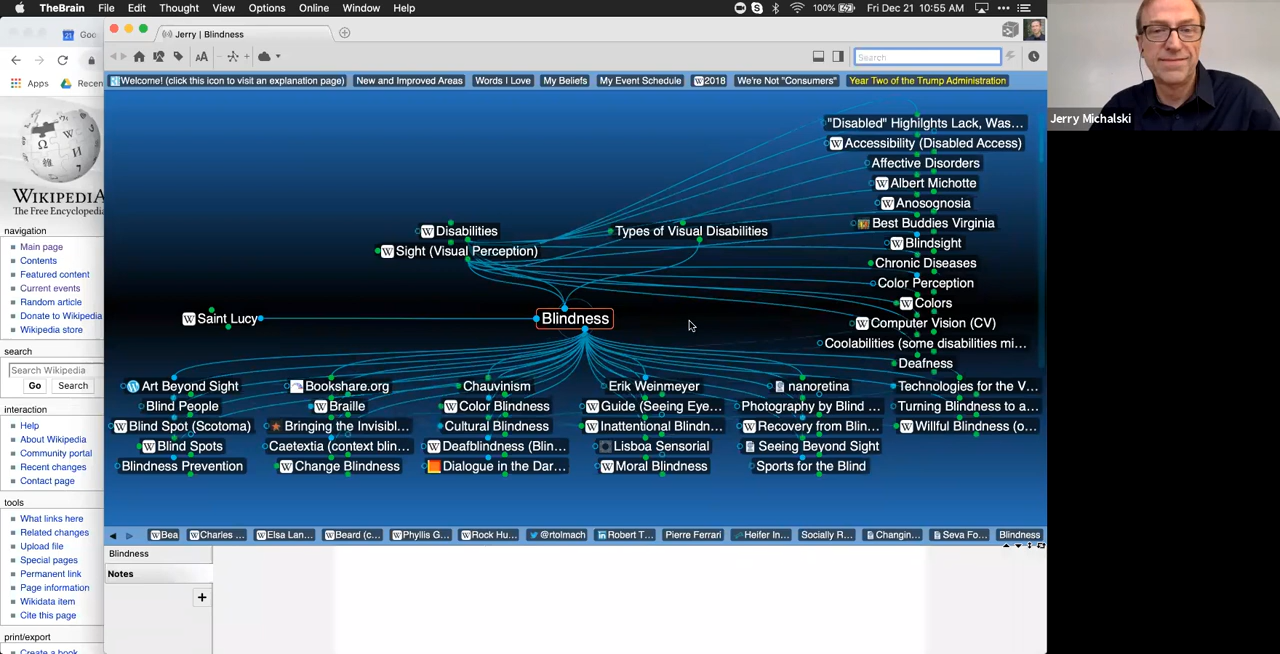 TheBrain File Edit Thought View Options Online Window Help 100% Fri Dec 21 10:55 AM
21 Goo
Jerry | Blindness
Apps Recen
AA
Search
Welcome! (click this icon to visit an explanation page) New and Improved Areas Words I Love My Beliefs My Event Schedule 2018 We're Not "Consumers" Year Two of the Trump Administration
Jerry Michalski
WIKIPEDIA
The Free Encyclopedia
navigation
Main page
Contents
Featured content
Current events
Random article
Donate to Wikipedia
Wikipedia store
search
Search Wikipedia
Go Search
interaction
Help
About Wikipedia
Community portal
Recent changes
Contact page
tools
What links here
Related changes
Upload file
Special pages
Permanent link
Page information
Wikidata item
Cite this page
print/export
Create a book
"Disabled" Highlights Lack, Was...
Accessibility (Disabled Access)
Affective Disorders
Albert Michotte
Anosognosia
Best Buddies Virginia
Blindsight
Chronic Diseases
Color Perception
Colors
Computer Vision (CV)
Coolabilities (some disabilities mi...
Deafness
Disabilities
Sight (Visual Perception)
Types of Visual Disabilities
Saint Lucy
Blindness
Art Beyond Sight Bookshare.org Chauvinism Erik Weinmeyer nanoretina Technologies for the V...
Blind People Braille Color Blindness Guide (Seeing Eye... Photography by Blind ... Turning Blindness to a...
Blind Spot (Scotoma) Bringing the Invisibl... Cultural Blindness Inattentional Blindn... Recovery from Blin... Willful Blindness (o...
Blind Spots Caetextia (context blin... Deafblindness (Blin... Lisboa Sensorial Seeing Beyond Sight
Blindness Prevention Change Blindness Dialogue in the Dar... Moral Blindness Sports for the Blind
Bea Charles ... Elsa Lan... Beard (c... Phyllis G... Rock Hu... @rtolmach Robert T... Pierre Ferrari Heifer In... Socially R... Changin... Seva Fo... Blindness
Blindness
Notes
+